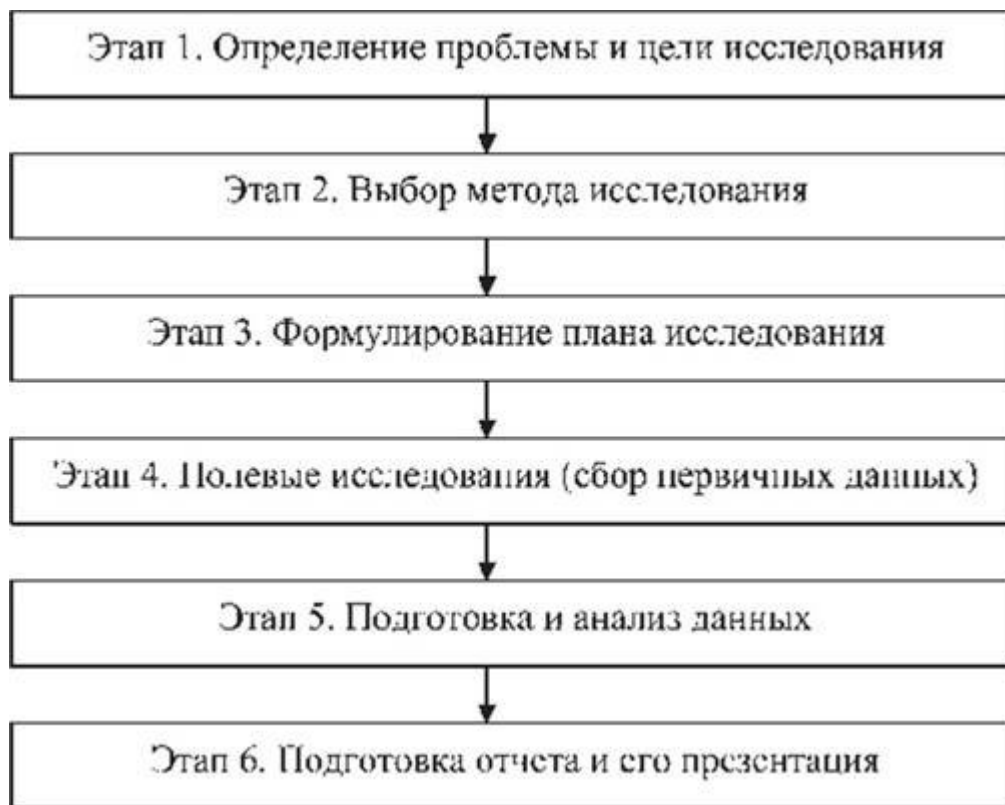 Этап 1. Определение проблемы и цели исследования
Этап 2. Выбор метода исследования
Этап 3. Формулирование плана исследования
Этап 4. Полевые исследования (сбор первичных данных)
Этап 5. Подготовка и анализ данных
Этап 6. Подготовка отчета и его презентация